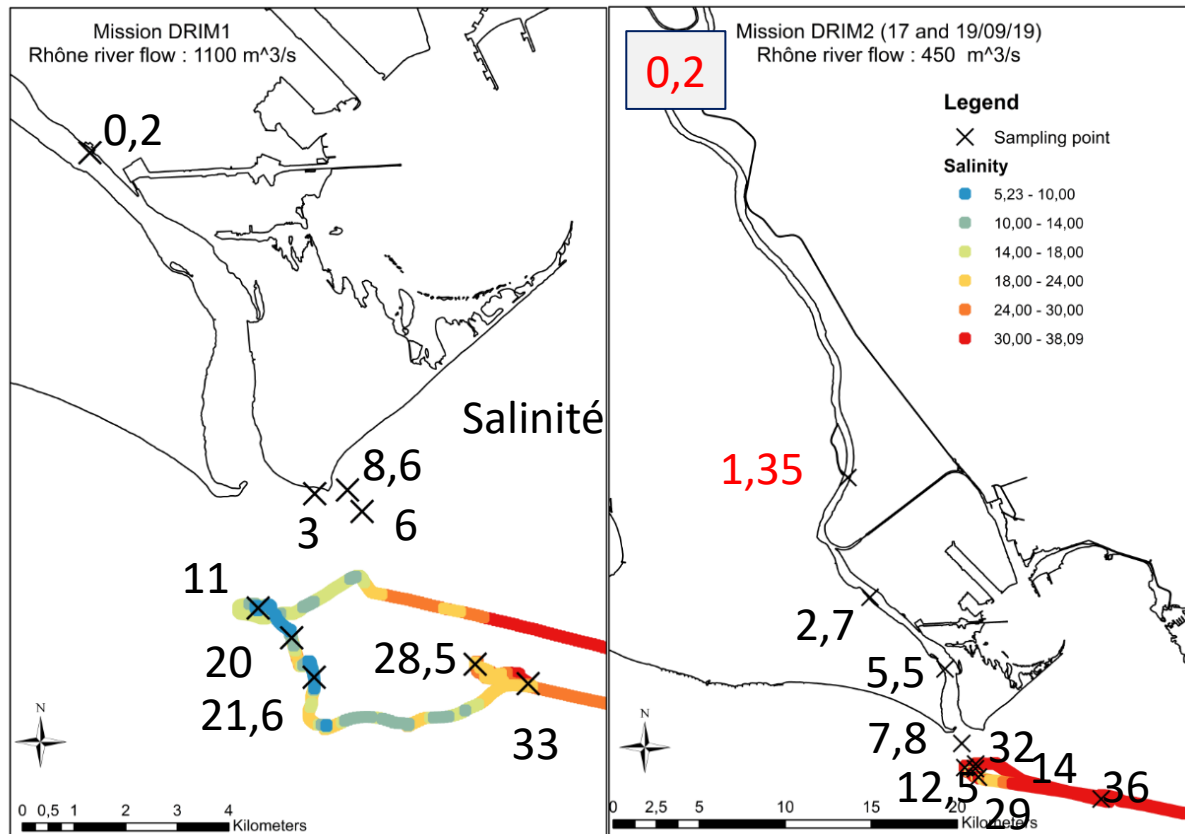 Mission DRIM1
Rhône river flow : 1100 m^3/s
0,2
Salinité
8,6
3
6
11
20
28,5
21,6
33
N
0 0,5 1 2 3 4
Kilometers
Mission DRIM2 (17 and 19/09/19)
Rhône river flow : 450 m^3/s
0,2
Legend
Sampling point
Salinity
5,23 - 10,00
10,00 - 14,00
14,00 - 18,00
18,00 - 24,00
24,00 - 30,00
30,00 - 38,09
1,35
2,7
5,5
7,8
32
14
12,5
36
29
N
0 2,5 5 10 15 20
Kilometers